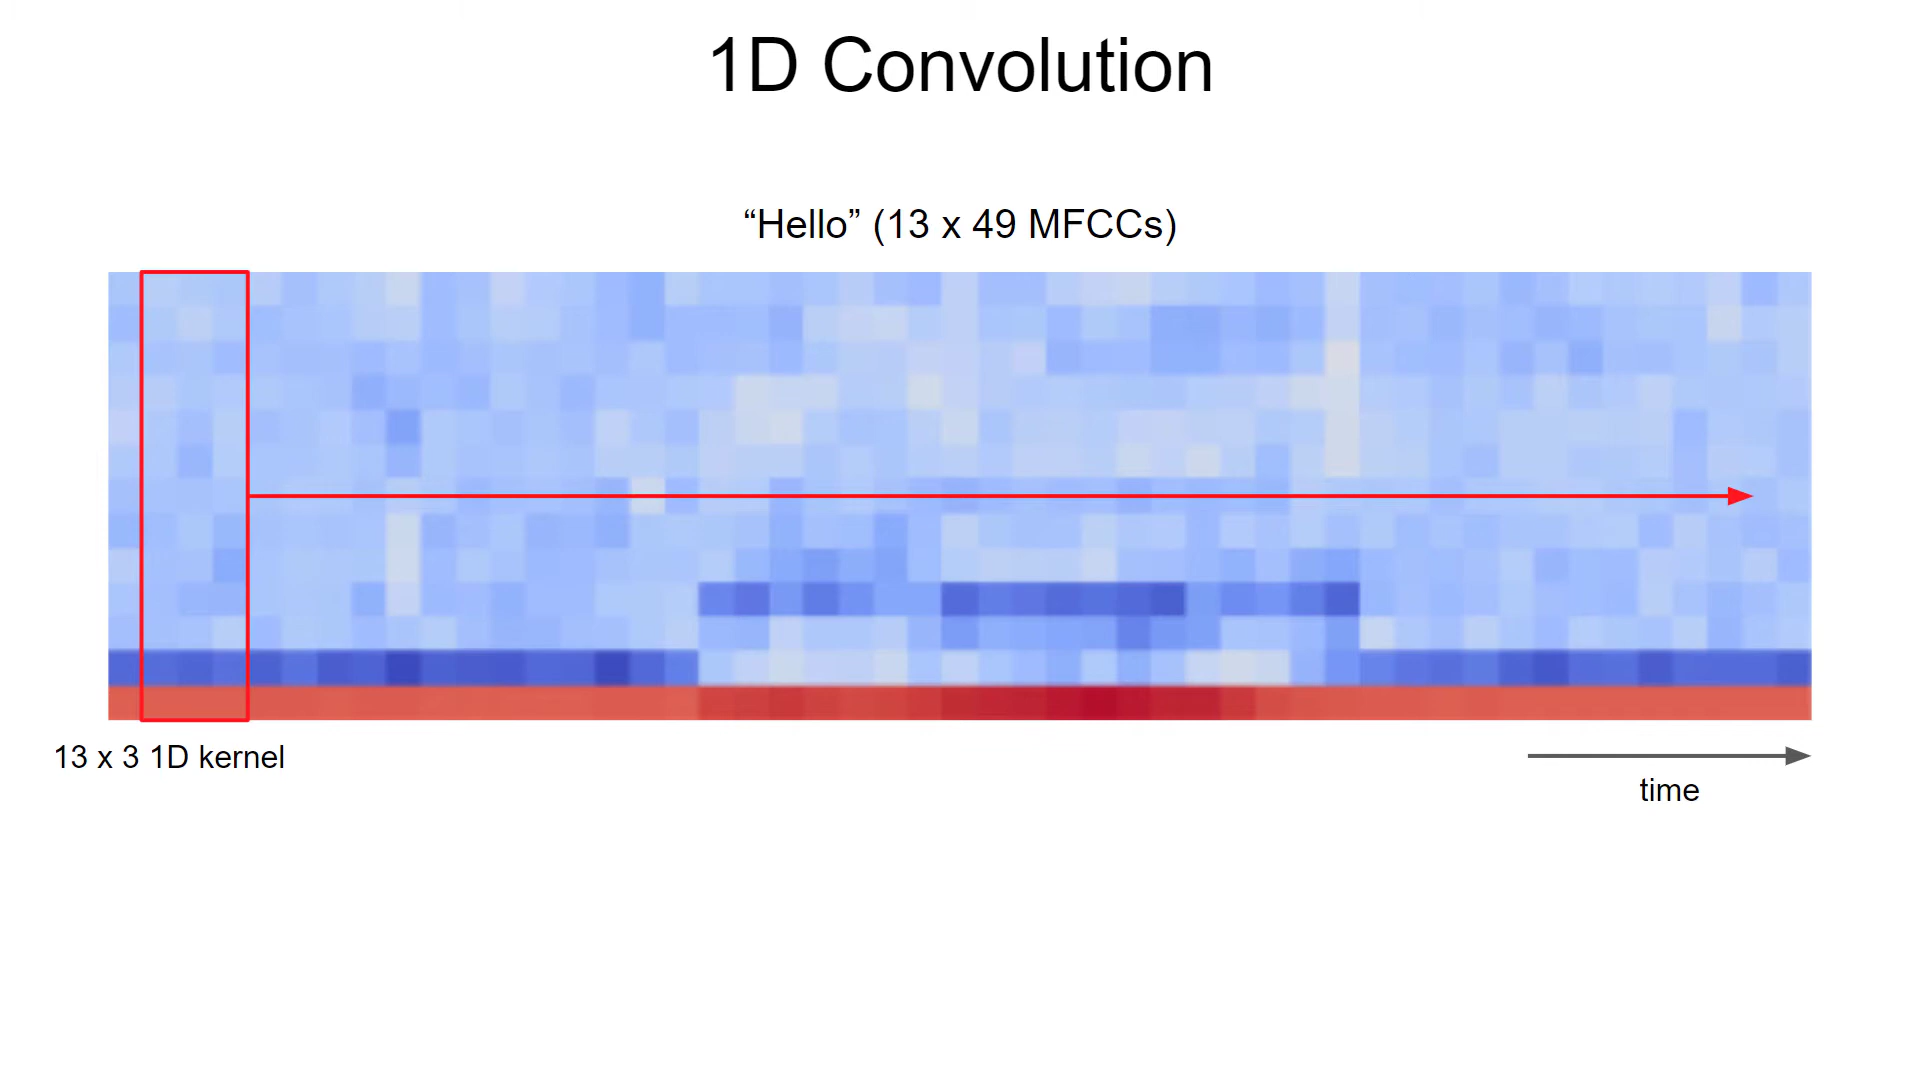 1D Convolution
“Hello” (13 x 49 MFCCs)
13 x 3 1D kernel
time